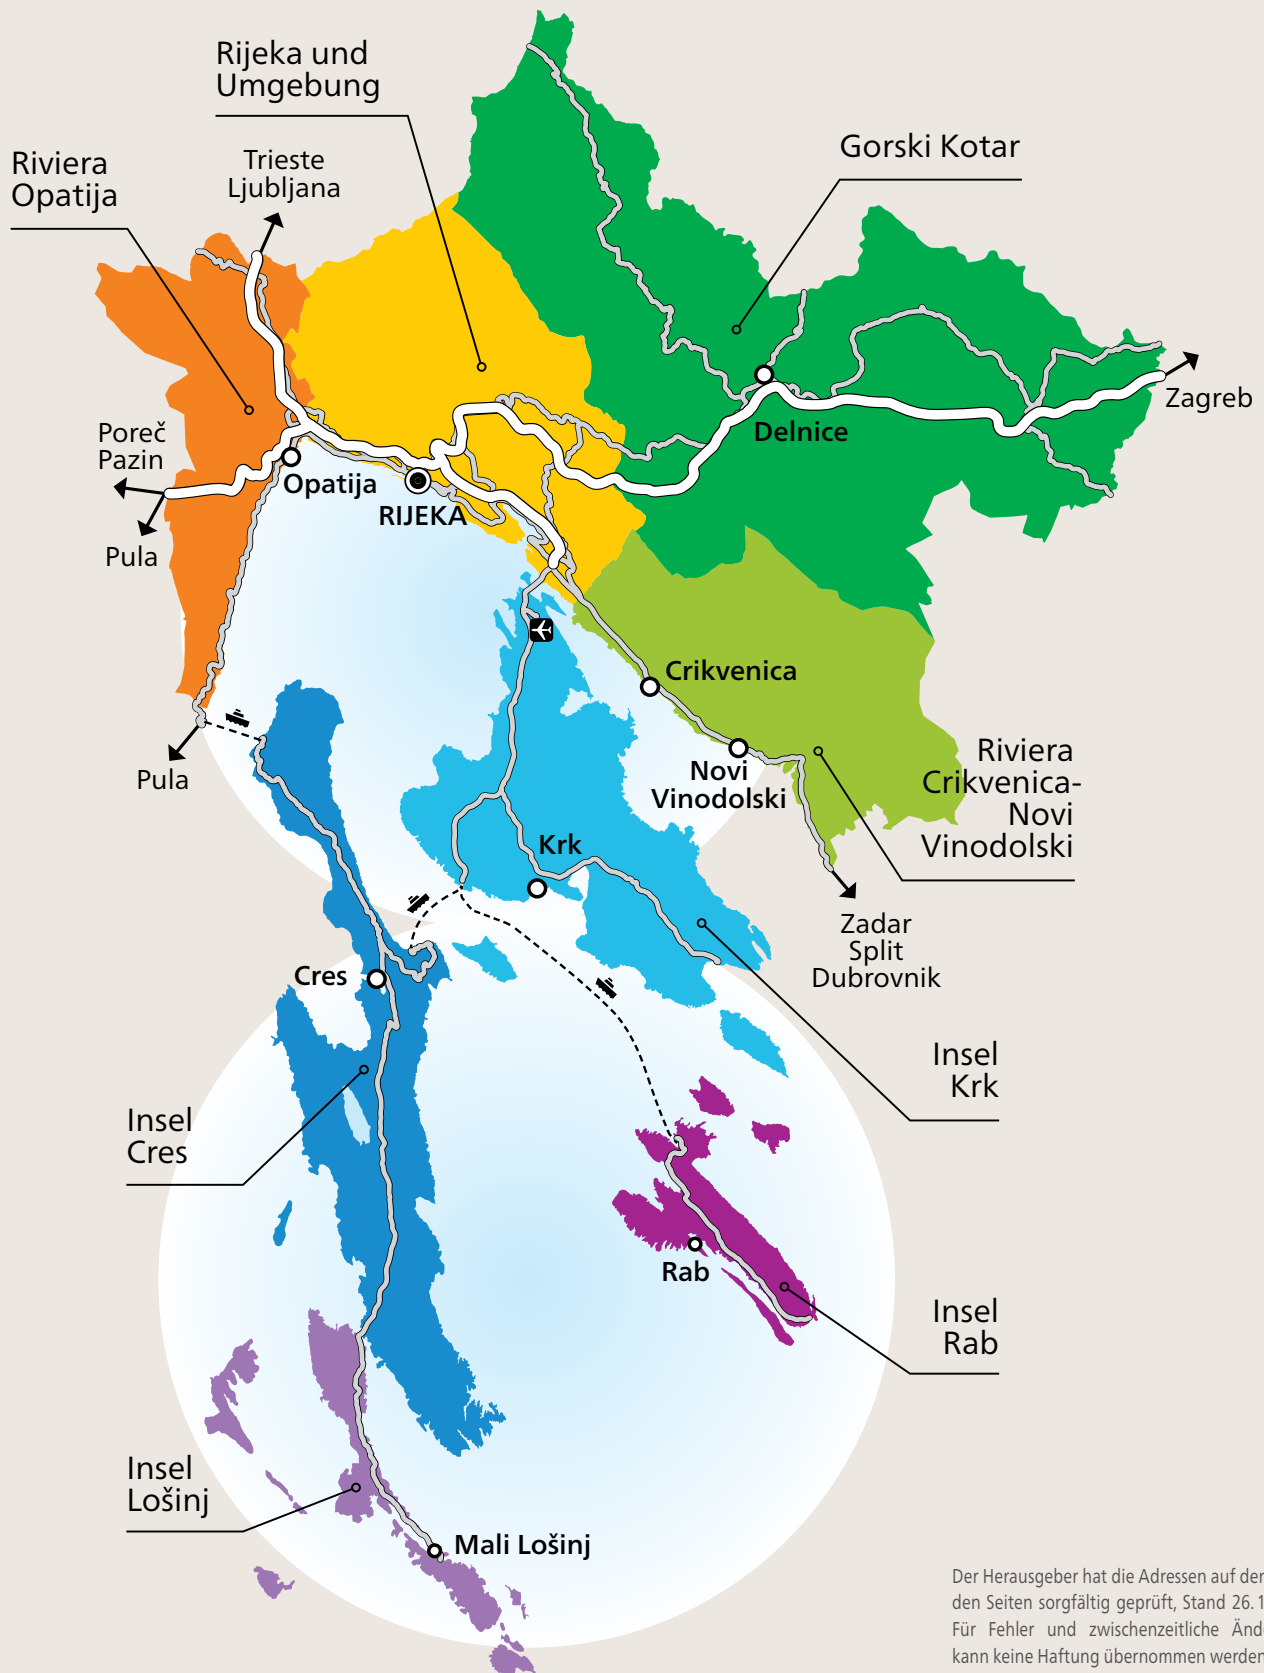 Rijeka und
Umgebung
Riviera
Opatija
Trieste
Ljubljana
Gorski Kotar
Zagreb
Delnice
Poreč
Pazin
Opatija
RIJEKA
Pula
Crikvenica
Pula
Novi
Vinodolski
Riviera
Crikvenica-
Novi
Vinodolski
Krk
Zadar
Split
Dubrovnik
Cres
Insel
Krk
Insel
Cres
Rab
Insel
Rab
Insel
Lošinj
Mali Lošinj
Der Herausgeber hat die Adressen auf der
den Seiten sorgfältig geprüft, Stand 26.1
Für Fehler und zwischenzeitliche Änd
kann keine Haftung übernommen werden